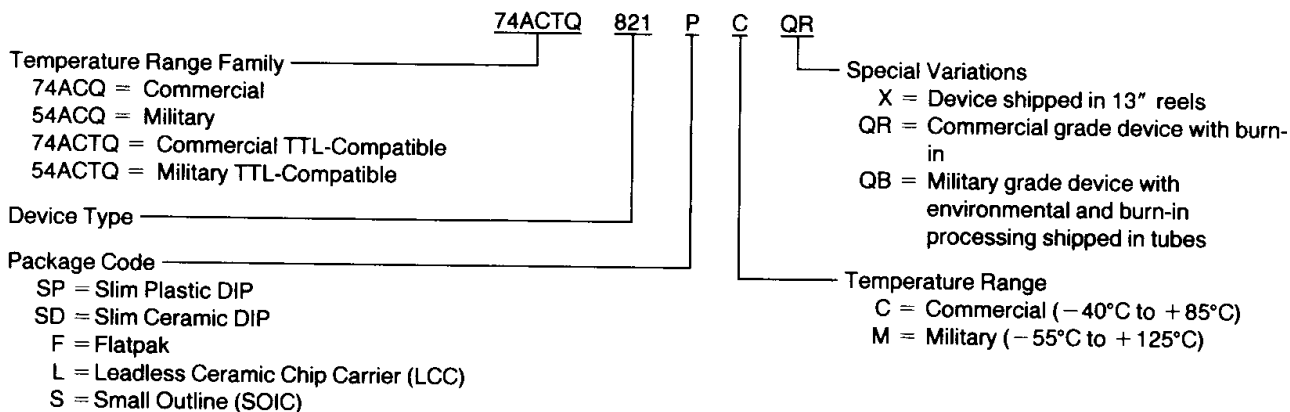 74ACTQ 821 P C QR
Temperature Range Family
74ACQ = Commercial
54ACQ = Military
74ACTQ = Commercial TTL-Compatible
54ACTQ = Military TTL-Compatible
Device Type
Package Code
SP = Slim Plastic DIP
SD = Slim Ceramic DIP
F = Flatpak
L = Leadless Ceramic Chip Carrier (LCC)
S = Small Outline (SOIC)
Special Variations
X = Device shipped in 13″ reels
QR = Commercial grade device with burn-
in
QB = Military grade device with
environmental and burn-in
processing shipped in tubes
Temperature Range
C = Commercial (−40°C to +85°C)
M = Military (−55°C to +125°C)